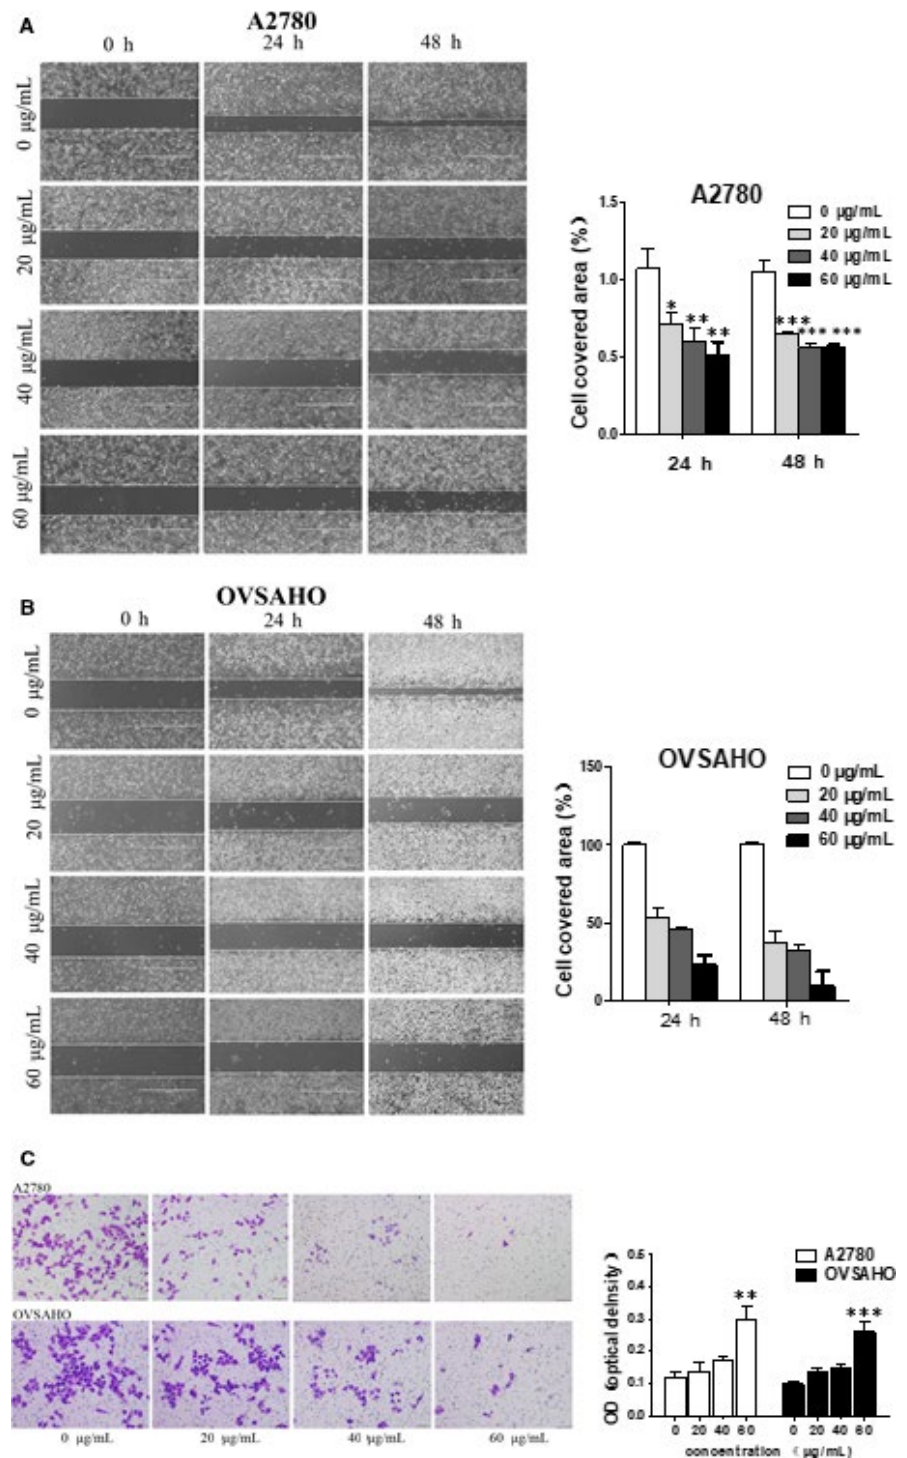 A
A2780
0 h
24 h
48 h
0 µg/mL
20 µg/mL
40 µg/mL
60 µg/mL
A2780
0 µg/mL
20 µg/mL
40 µg/mL
60 µg/mL
Cell covered area (%)
1.5
1.0
0.5
0.0
*
**
**
***
***
***
24 h
48 h
B
OVSAHO
0 h
24 h
48 h
0 µg/mL
20 µg/mL
40 µg/mL
60 µg/mL
OVSAHO
0 µg/mL
20 µg/mL
40 µg/mL
60 µg/mL
Cell covered area (%)
150
100
50
0
24 h
48 h
C
A2780
OVSAHO
0 µg/mL
20 µg/mL
40 µg/mL
60 µg/mL
A2780
OVSAHO
OD (optical deinsity)
0.5
0.3
0.2
0.1
0.0
**
***
0 20 40 60
0 20 40 60
concentration (µg/mL)